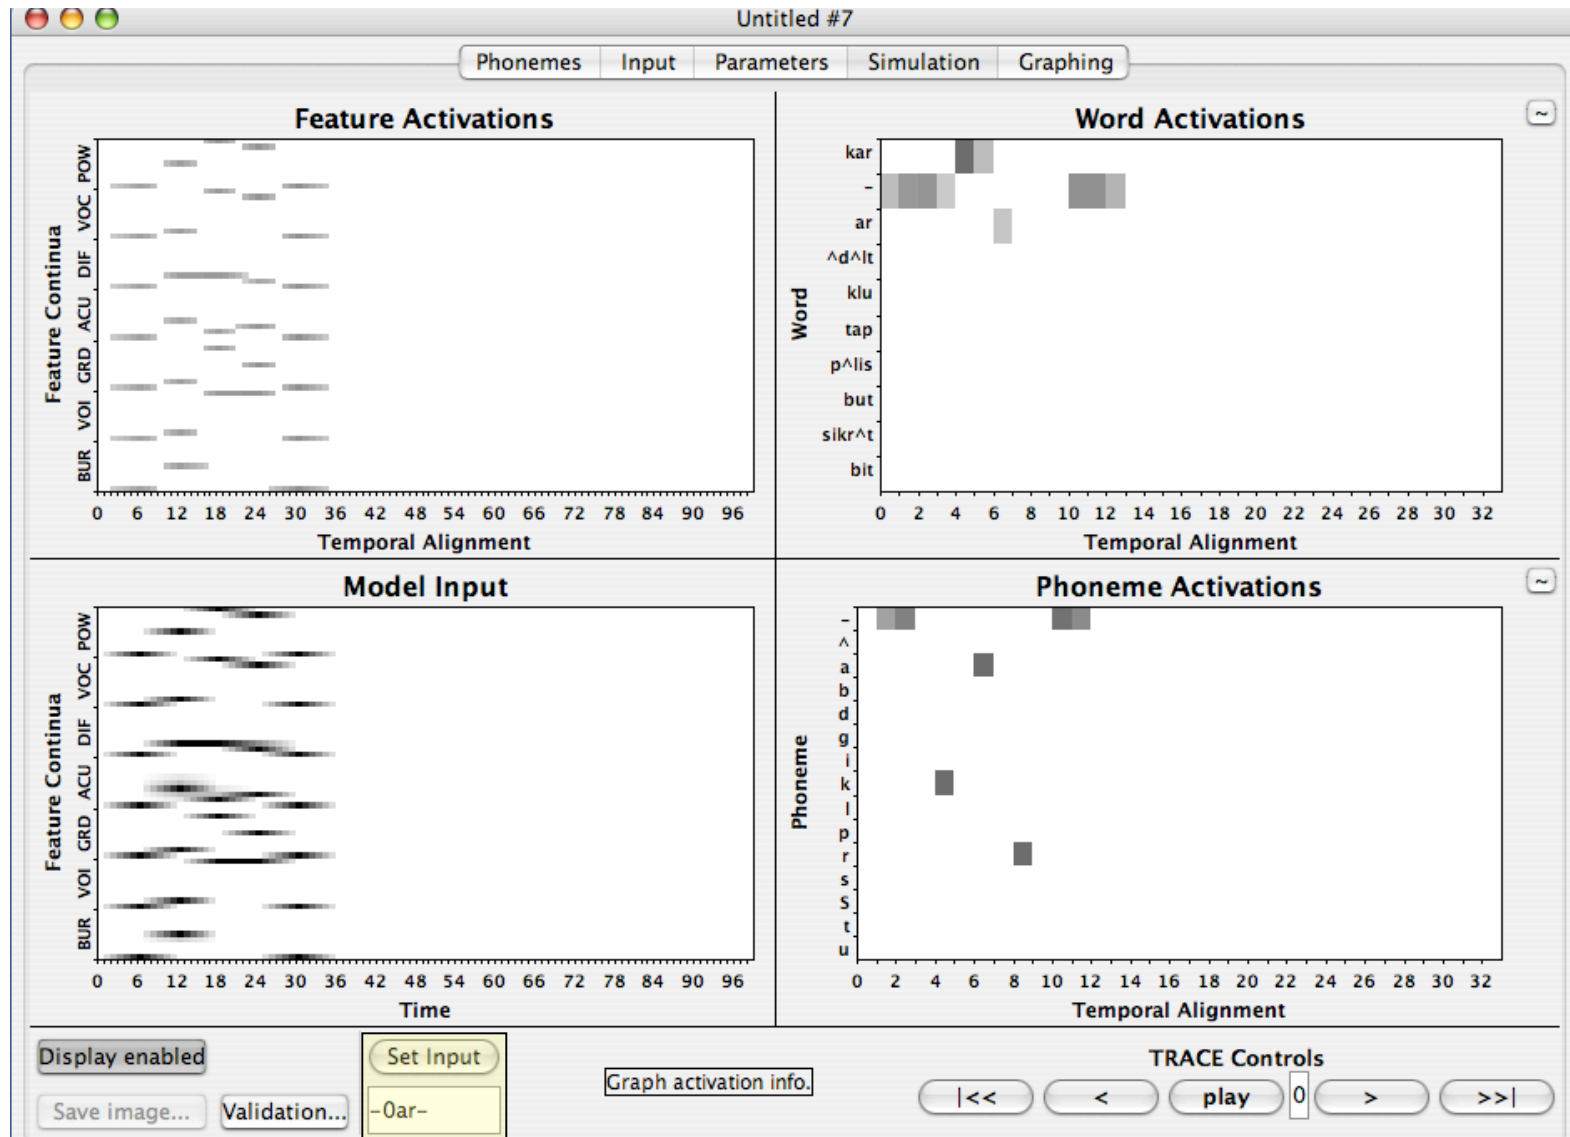 Untitled #7
Phonemes Input Parameters Simulation Graphing
Feature Activations
Feature Continua
POW
VOC
DIF
ACU
GRD
VOI
BUR
0 6 12 18 24 30 36 42 48 54 60 66 72 78 84 90 96
Temporal Alignment
Word Activations
~
Word
kar
-
ar
^d^lt
klu
tap
p^lis
but
sikr^t
bit
0 2 4 6 8 10 12 14 16 18 20 22 24 26 28 30 32
Temporal Alignment
Model Input
Feature Continua
POW
VOC
DIF
ACU
GRD
VOI
BUR
0 6 12 18 24 30 36 42 48 54 60 66 72 78 84 90 96
Time
Phoneme Activations
~
Phoneme
-
^
a
b
d
g
i
k
l
p
r
s
S
t
u
0 2 4 6 8 10 12 14 16 18 20 22 24 26 28 30 32
Temporal Alignment
Display enabled
Set Input
Save image...
Validation...
-0ar-
Graph activation info.
TRACE Controls
|<< < play 0 > >>|